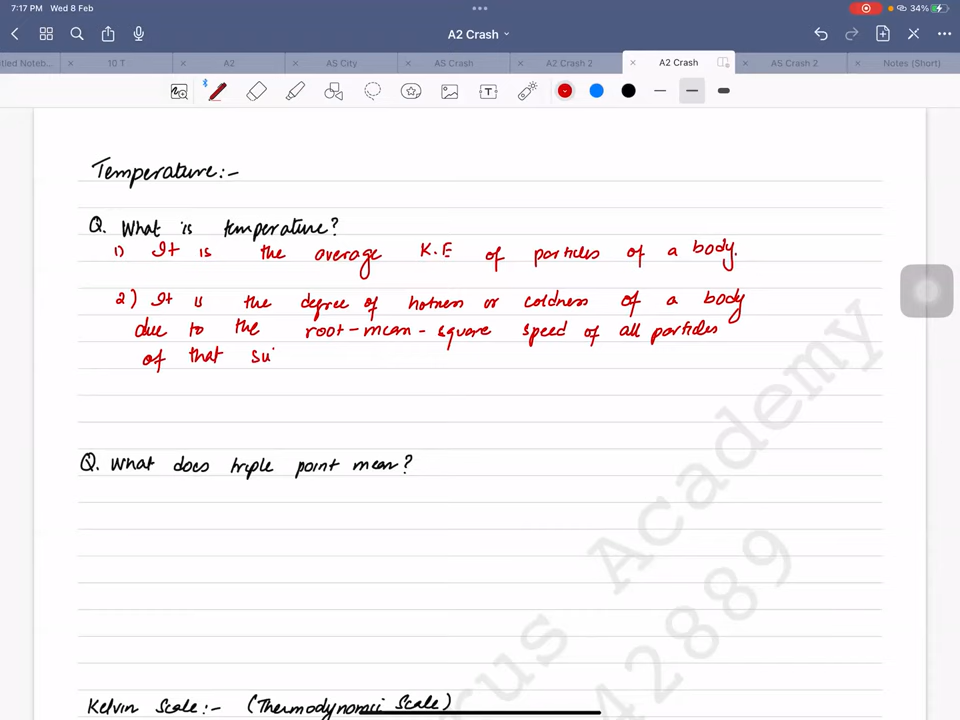 7:17 PM Wed 8 Feb
34%
A2 Crash
10 T
A2
AS City
AS Crash
A2 Crash 2
A2 Crash
AS Crash 2
Notes (Short)
Temperature:-
Q. What is temperature?
1) It is the average K.E of particles of a body.
2) It is the degree of hotness or coldness of a body
due to the root-mean-square speed of all particles
of that su
Q. What does triple point mean?
Kelvin Scale:- (Thermodynamic Scale)
Academy
42889